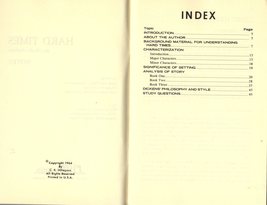 Copyright 1964
By
C. K. Hillegass
All Rights Reserved
Printed in U.S.A.
INDEX
Topic Page
INTRODUCTION
ABOUT THE AUTHOR
BACKGROUND MATERIAL FOR UNDERSTANDING
HARD TIMES
CHARACTERIZATION
Introduction
Major Characters
Minor Characters
SIGNIFICANCE OF SETTING
ANALYSIS OF STORY
Book One
Book Two
Book Three
DICKENS' PHILOSOPHY AND STYLE
STUDY QUESTIONS